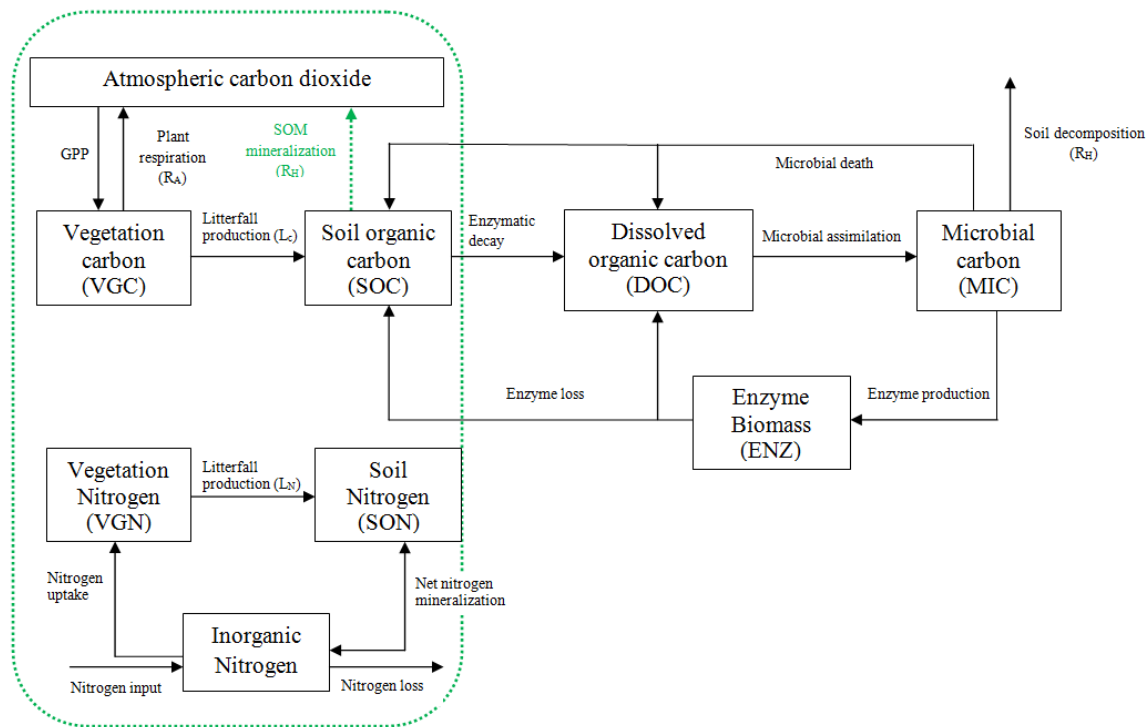 Atmospheric carbon dioxide
GPP
Plant
respiration
(RA)
SOM
mineralization
(RH)
Soil decomposition
(RH)
Microbial death
Vegetation
carbon
(VGC)
Litterfall
production (Lc)
Soil organic
carbon
(SOC)
Enzymatic
decay
Dissolved
organic carbon
(DOC)
Microbial assimilation
Microbial
carbon
(MIC)
Enzyme loss
Enzyme
Biomass
(ENZ)
Enzyme production
Vegetation
Nitrogen
(VGN)
Litterfall
production (LN)
Soil
Nitrogen
(SON)
Nitrogen
uptake
Net nitrogen
mineralization
Inorganic
Nitrogen
Nitrogen input
Nitrogen loss